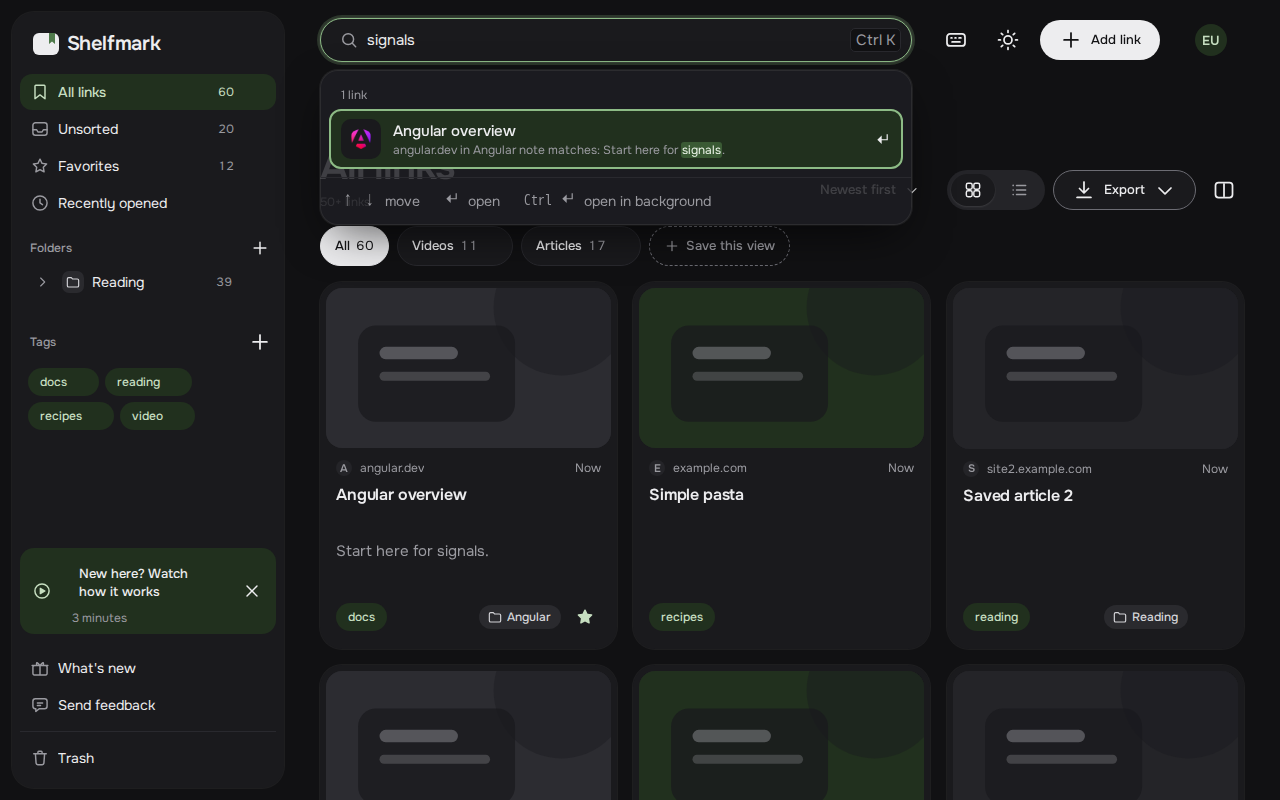 Shelfmark
All links 60
Unsorted 20
Favorites 12
Recently opened
Folders
Reading 39
Tags
docs reading
recipes video
New here? Watch
how it works
3 minutes
What's new
Send feedback
Trash
signals Ctrl K
Add link
EU
1 link
Angular overview
angular.dev in Angular note matches: Start here for signals.
All links
50+ links
↑ ↓ move ↵ open Ctrl ↵ open in background
Newest first
Export
All 60 Videos 11 Articles 17 + Save this view
A angular.dev Now
Angular overview
Start here for signals.
docs Angular
E example.com Now
Simple pasta
recipes
S site2.example.com Now
Saved article 2
reading Reading